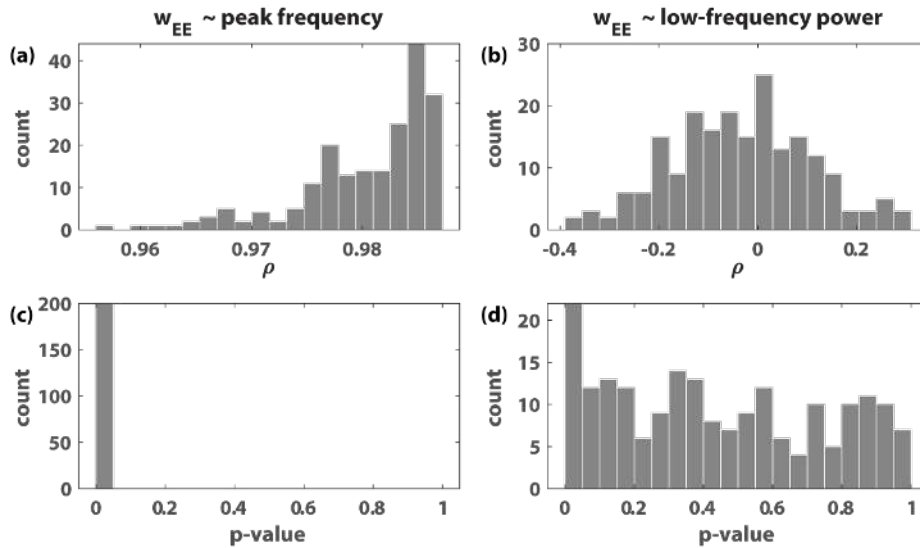 w_EE ~ peak frequency
w_EE ~ low-frequency power
(a)
40
30
20
10
0
count
0.96 0.97 0.98
ρ
(b)
30
20
10
0
count
-0.4 -0.2 0 0.2
ρ
(c)
200
150
100
50
0
count
0 0.2 0.4 0.6 0.8 1
p-value
(d)
20
15
10
5
0
count
0 0.2 0.4 0.6 0.8 1
p-value